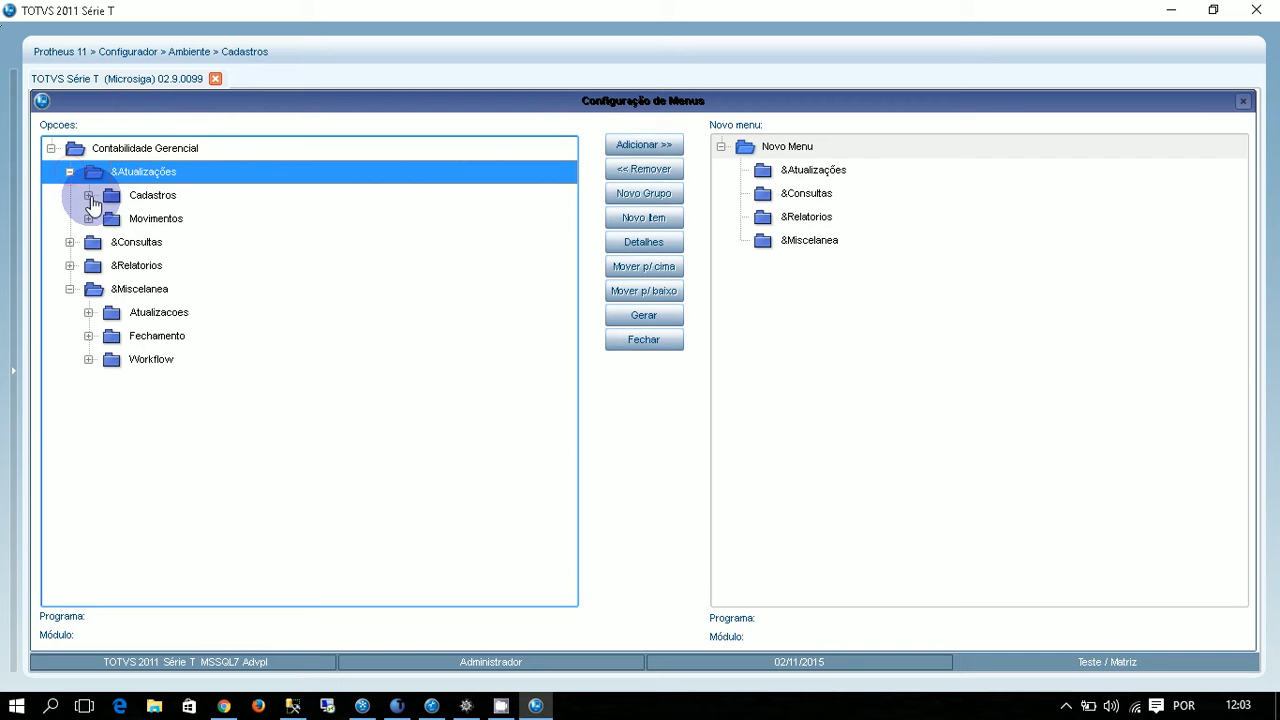 TOTVS 2011 Série T
Protheus 11 > Configurador > Ambiente > Cadastros
TOTVS Série T (Microsiga) 02.9.0099
Configuração de Menus
Opcoes:
Contabilidade Gerencial
&Atualizações
Cadastros
Movimentos
&Consultas
&Relatorios
&Miscelanea
Atualizacoes
Fechamento
Workflow
Programa:
Módulo:
Adicionar >>
<< Remover
Novo Grupo
Novo Item
Detalhes
Mover p/ cima
Mover p/ baixo
Gerar
Fechar
Novo menu:
Novo Menu
&Atualizações
&Consultas
&Relatorios
&Miscelanea
Programa:
Módulo:
TOTVS 2011 Série T MSSQL7 Advpl
Administrador
02/11/2015
Teste / Matriz
POR
12:03